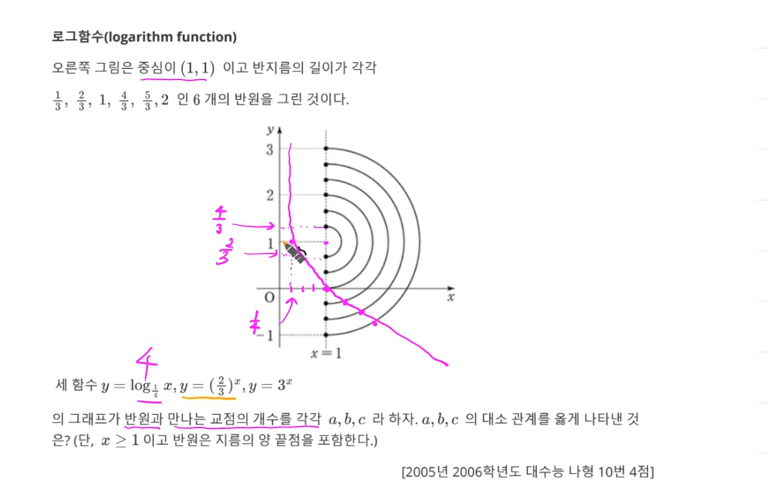 로그함수(logarithm function)
오른쪽 그림은 중심이 (1, 1) 이고 반지름의 길이가 각각
1/3, 2/3, 1, 4/3, 5/3, 2 인 6 개의 반원을 그린 것이다.
y
3
2
4/3
1
2/3
O
x
1/4
-1
x=1
4
세 함수 y = log_{1/4} x, y = (2/3)^x, y = 3^x
의 그래프가 반원과 만나는 교점의 개수를 각각 a, b, c 라 하자. a, b, c 의 대소 관계를 옳게 나타낸 것
은? (단, x ≥ 1 이고 반원은 지름의 양 끝점을 포함한다.)
[2005년 2006학년도 대수능 나형 10번 4점]